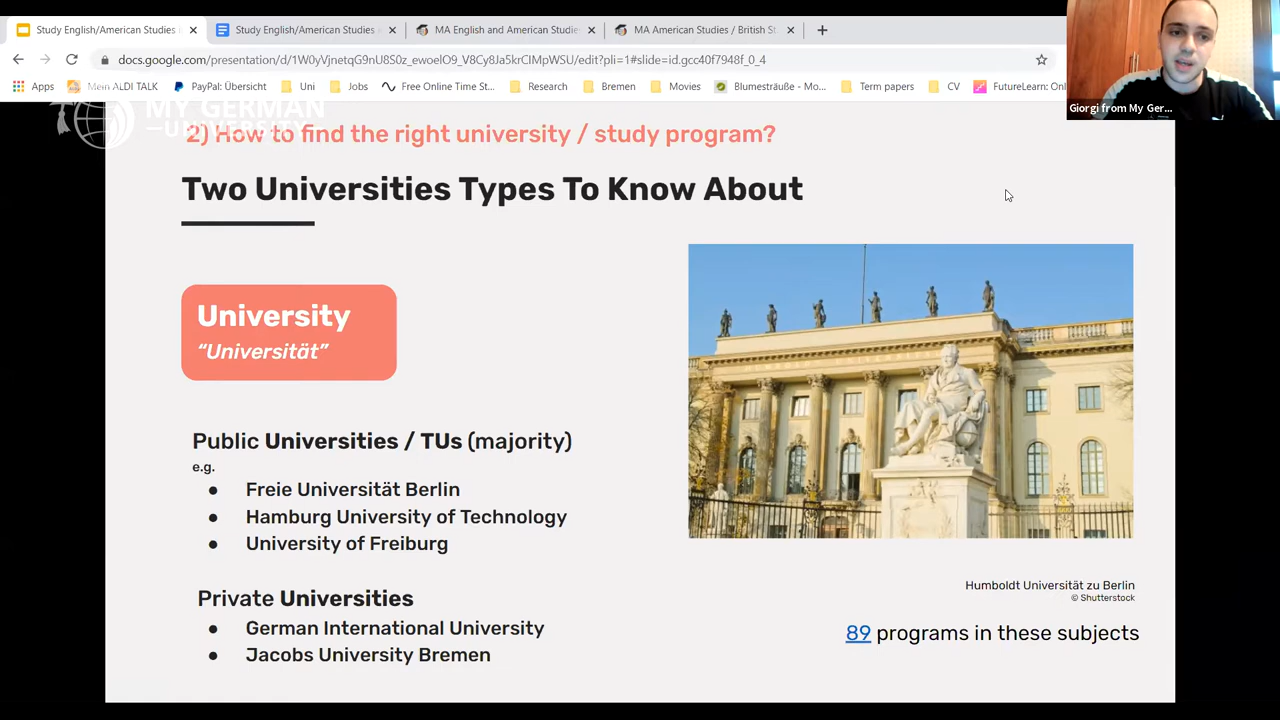 Study English/American Studies
Study English/American Studies
MA English and American Studies
MA American Studies / British St
docs.google.com/presentation/d/1W0yVjnetqG9nU8S0z_ewoelO9_V8Cy2Ja5krCIMpWSU/edit?pli=1#slide=id.gcc40f7948f_0_4
Apps
Mein ALDI TALK
PayPal: Übersicht
Uni
Jobs
Free Online Time St...
Research
Bremen
Movies
Blumesträuße - Mo...
Term papers
CV
FutureLearn: Onl
Giorgi from My Ger...
MY GERMAN
UNIVERSITY
2) How to find the right university / study program?
Two Universities Types To Know About
University
“Universität”
Public Universities / TUs (majority)
e.g.
● Freie Universität Berlin
● Hamburg University of Technology
● University of Freiburg
Private Universities
● German International University
● Jacobs University Bremen
Humboldt Universität zu Berlin
© Shutterstock
89 programs in these subjects